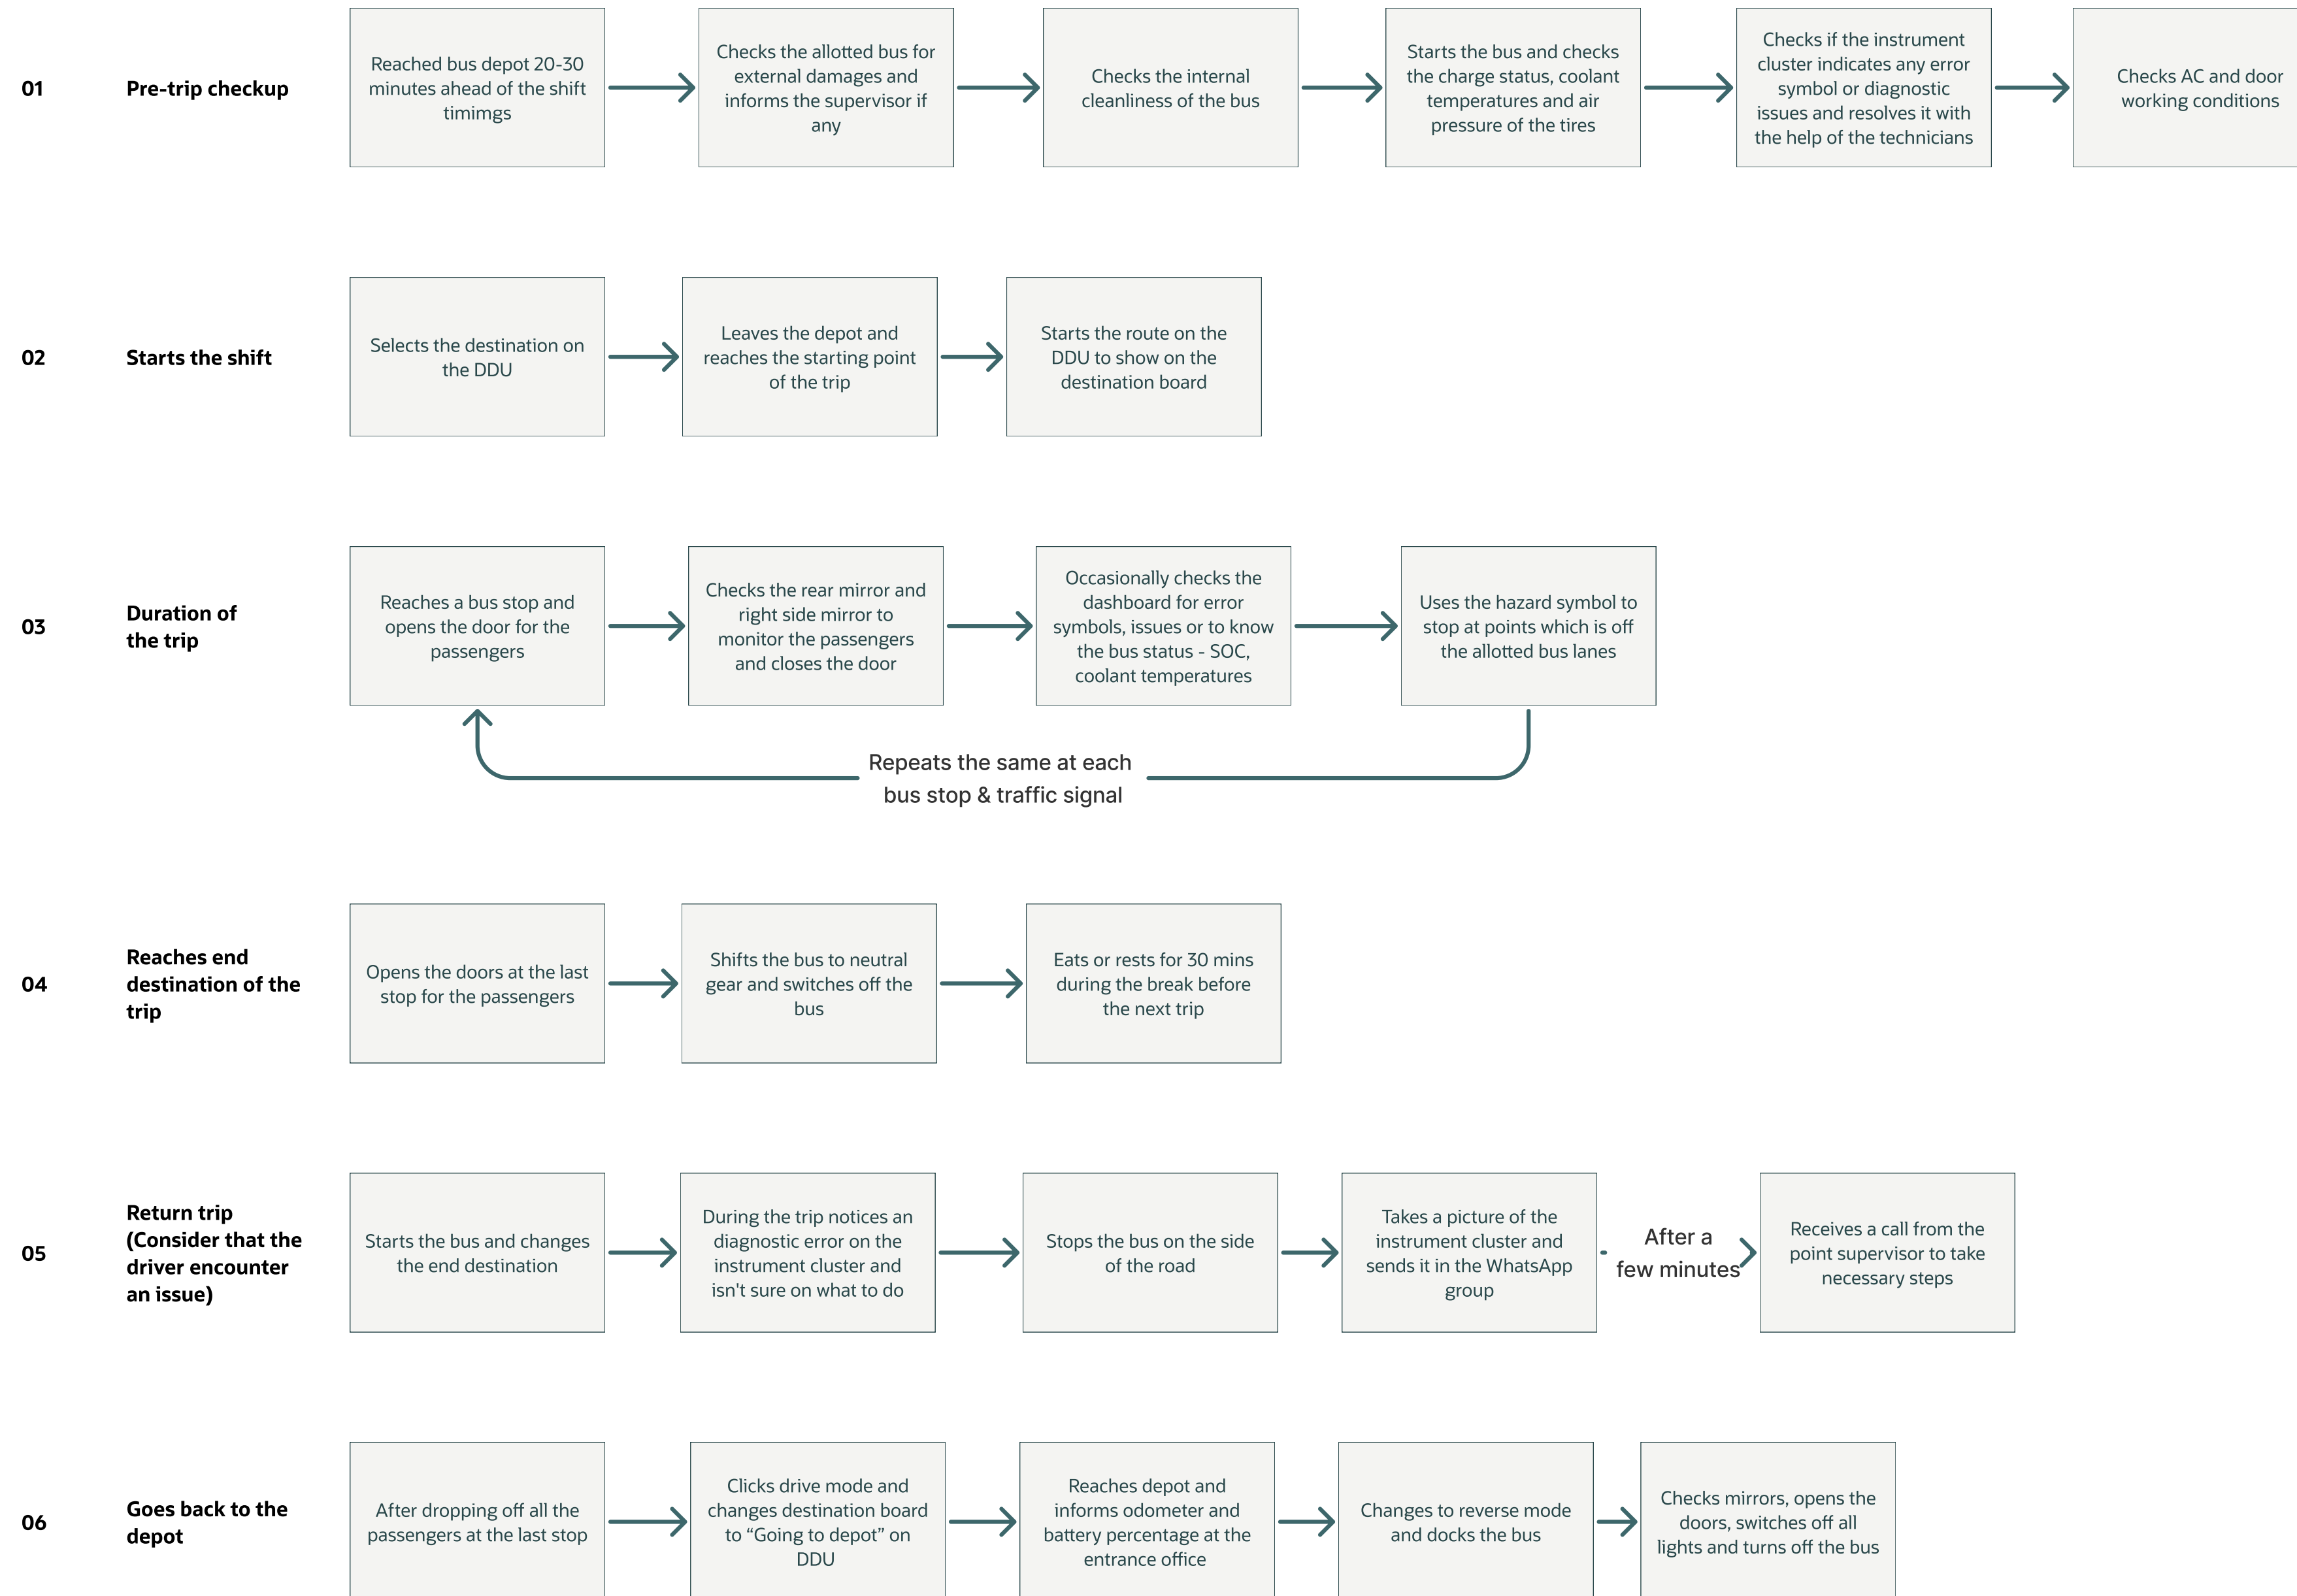 01
Pre-trip checkup
Reached bus depot 20-30
minutes ahead of the shift
timimgs
Checks the allotted bus for
external damages and
informs the supervisor if
any
Checks the internal
cleanliness of the bus
Starts the bus and checks
the charge status, coolant
temperatures and air
pressure of the tires
Checks if the instrument
cluster indicates any error
symbol or diagnostic
issues and resolves it with
the help of the technicians
Checks AC and door
working conditions
02
Starts the shift
Selects the destination on
the DDU
Leaves the depot and
reaches the starting point
of the trip
Starts the route on the
DDU to show on the
destination board
03
Duration of
the trip
Reaches a bus stop and
opens the door for the
passengers
Checks the rear mirror and
right side mirror to
monitor the passengers
and closes the door
Occasionally checks the
dashboard for error
symbols, issues or to know
the bus status - SOC,
coolant temperatures
Uses the hazard symbol to
stop at points which is off
the allotted bus lanes
Repeats the same at each
bus stop & traffic signal
04
Reaches end
destination of the
trip
Opens the doors at the last
stop for the passengers
Shifts the bus to neutral
gear and switches off the
bus
Eats or rests for 30 mins
during the break before
the next trip
05
Return trip
(Consider that the
driver encounter
an issue)
Starts the bus and changes
the end destination
During the trip notices an
diagnostic error on the
instrument cluster and
isn't sure on what to do
Stops the bus on the side
of the road
Takes a picture of the
instrument cluster and
sends it in the WhatsApp
group
After a
few minutes
Receives a call from the
point supervisor to take
necessary steps
06
Goes back to the
depot
After dropping off all the
passengers at the last stop
Clicks drive mode and
changes destination board
to “Going to depot” on
DDU
Reaches depot and
informs odometer and
battery percentage at the
entrance office
Changes to reverse mode
and docks the bus
Checks mirrors, opens the
doors, switches off all
lights and turns off the bus